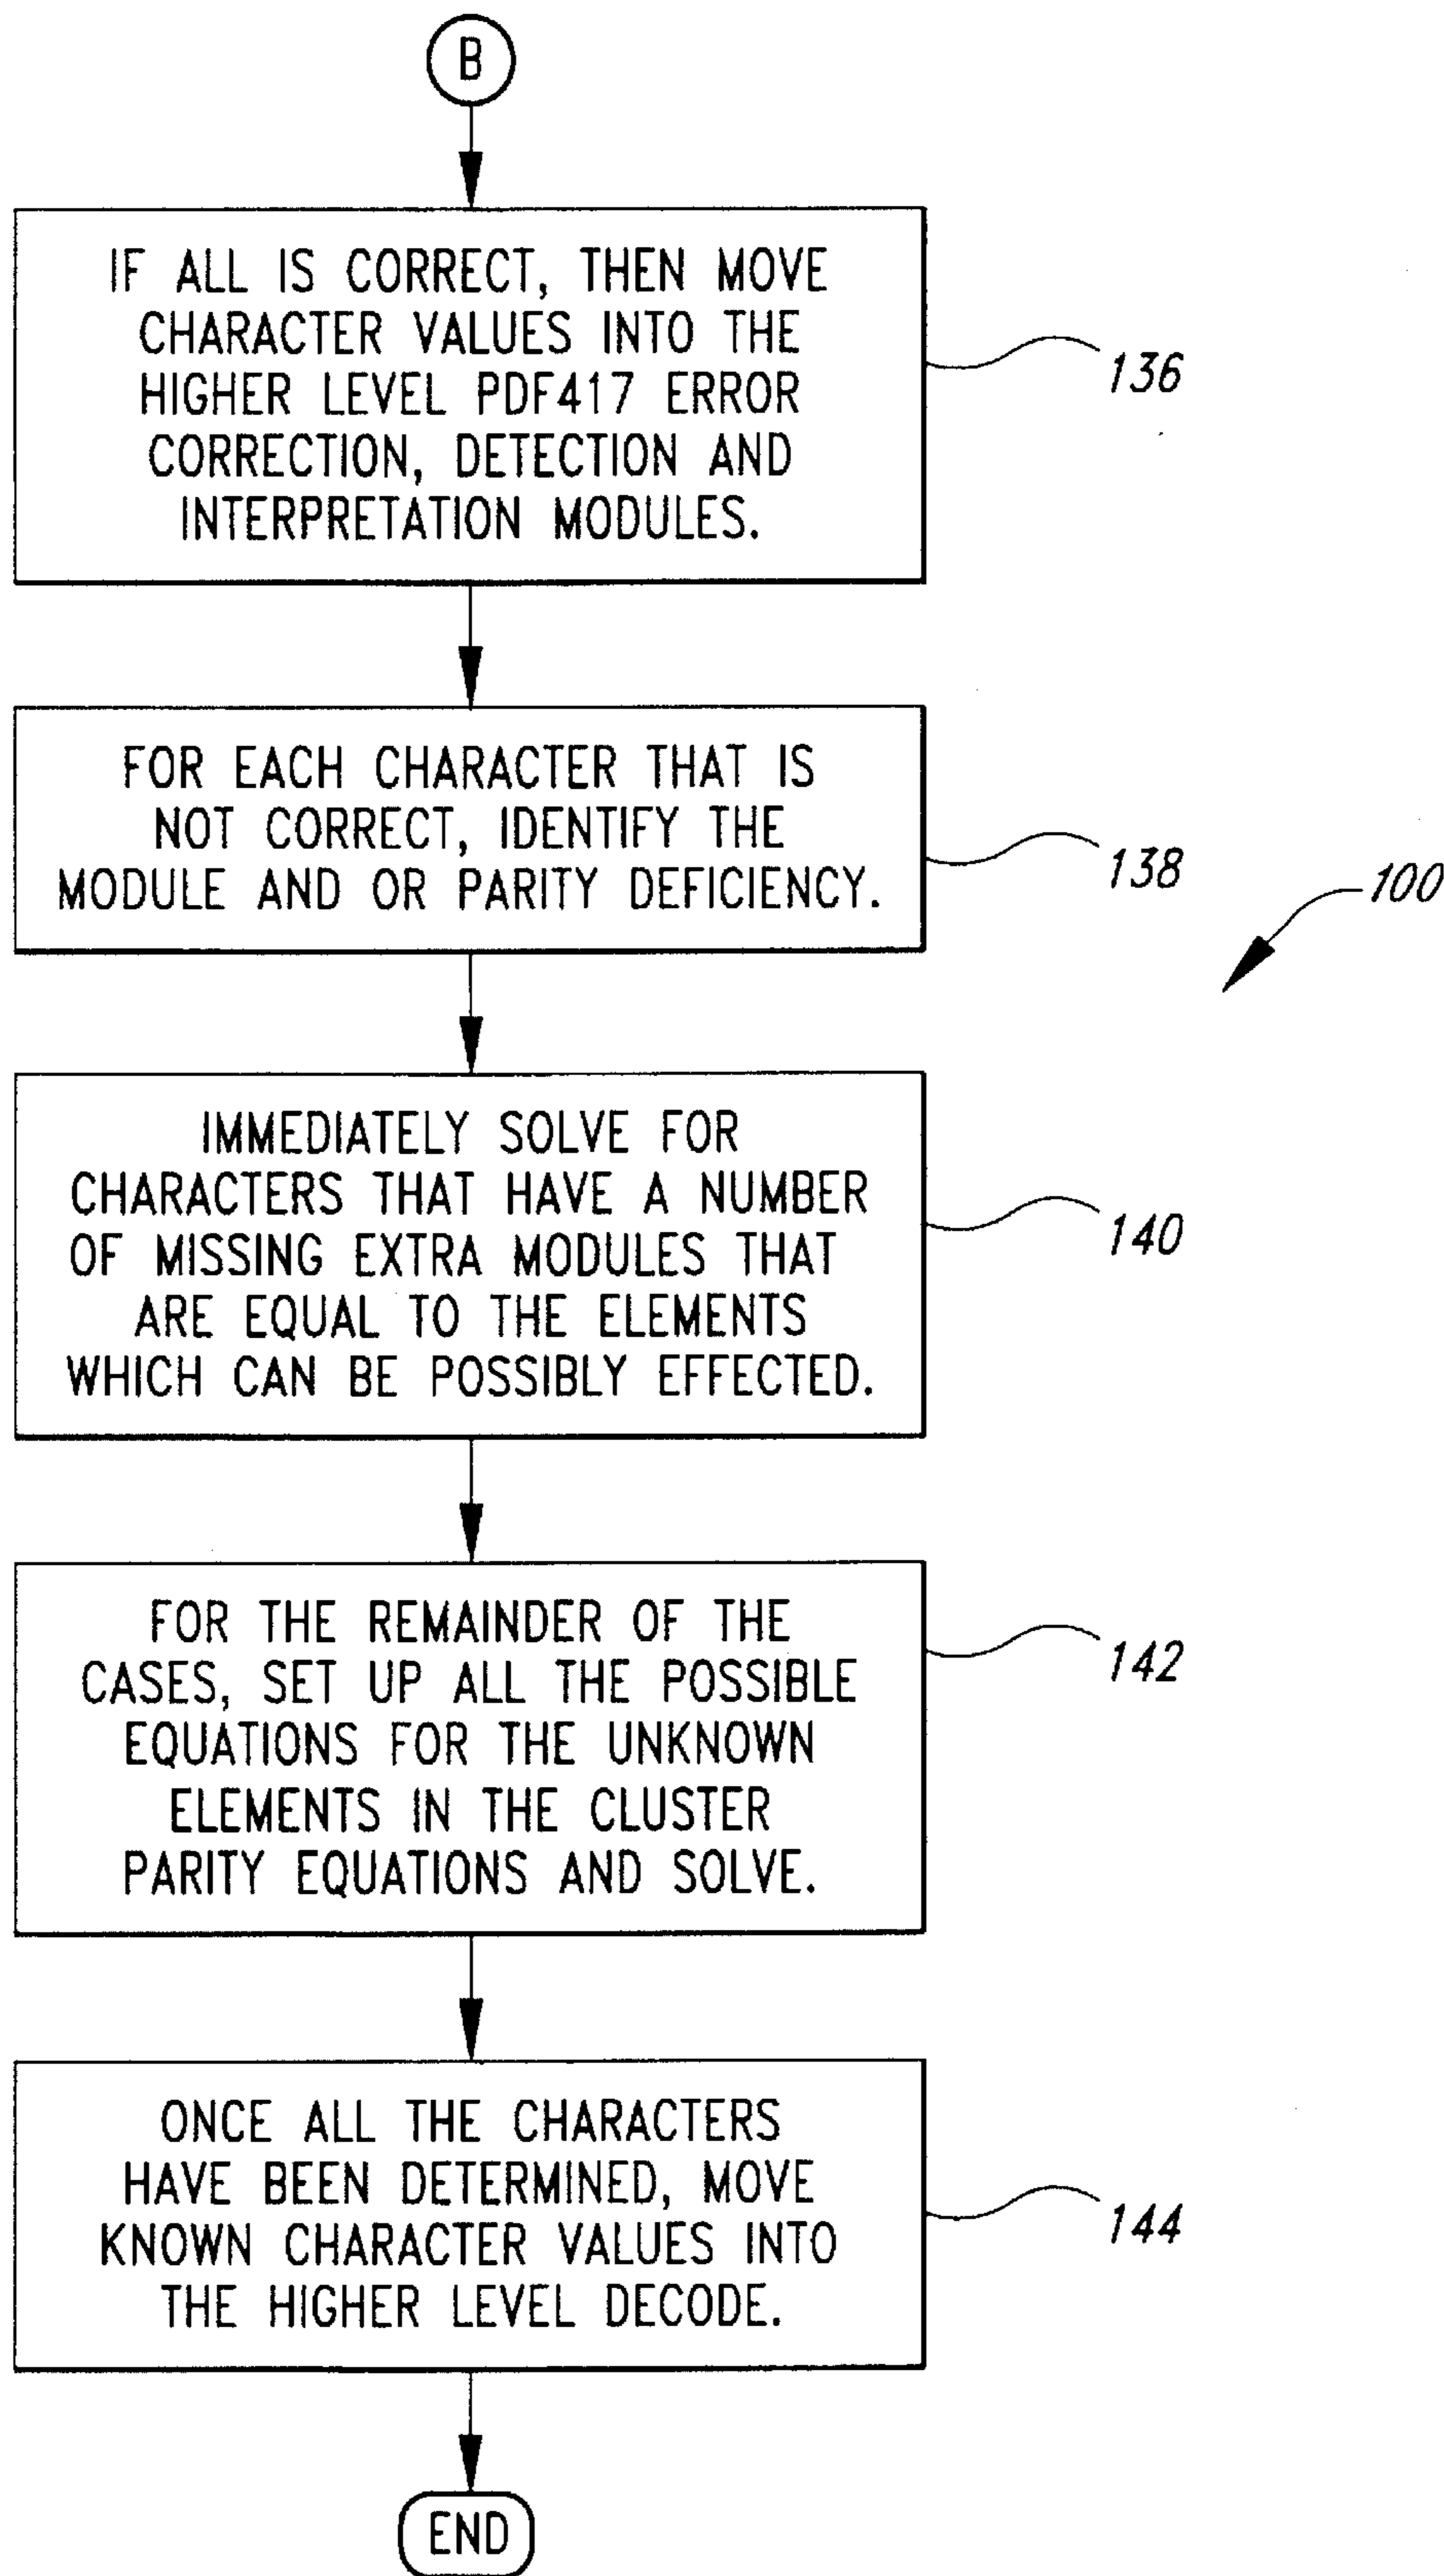 B
IF ALL IS CORRECT, THEN MOVE
CHARACTER VALUES INTO THE
HIGHER LEVEL PDF417 ERROR
CORRECTION, DETECTION AND
INTERPRETATION MODULES.
136
FOR EACH CHARACTER THAT IS
NOT CORRECT, IDENTIFY THE
MODULE AND OR PARITY DEFICIENCY.
138
100
IMMEDIATELY SOLVE FOR
CHARACTERS THAT HAVE A NUMBER
OF MISSING EXTRA MODULES THAT
ARE EQUAL TO THE ELEMENTS
WHICH CAN BE POSSIBLY EFFECTED.
140
FOR THE REMAINDER OF THE
CASES, SET UP ALL THE POSSIBLE
EQUATIONS FOR THE UNKNOWN
ELEMENTS IN THE CLUSTER
PARITY EQUATIONS AND SOLVE.
142
ONCE ALL THE CHARACTERS
HAVE BEEN DETERMINED, MOVE
KNOWN CHARACTER VALUES INTO
THE HIGHER LEVEL DECODE.
144
END